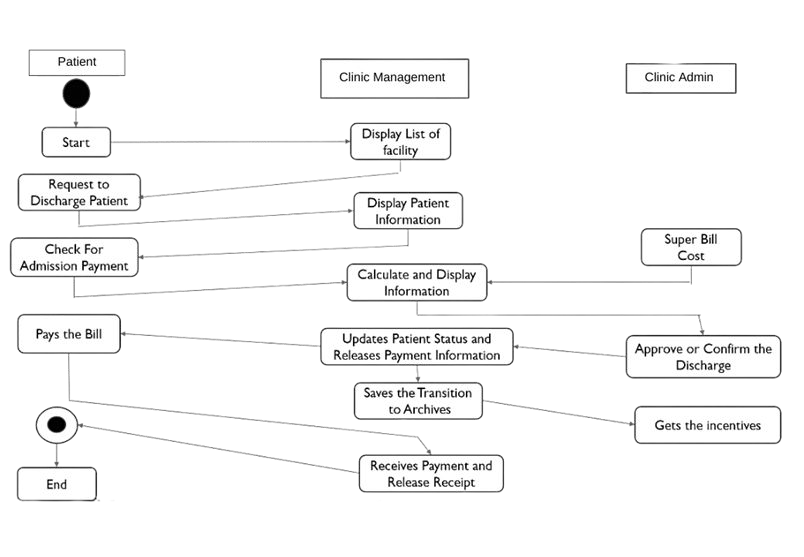 Patient
Clinic Management
Clinic Admin
Start
Display List of
facility
Request to
Discharge Patient
Display Patient
Information
Check For
Admission Payment
Super Bill
Cost
Calculate and Display
Information
Pays the Bill
Updates Patient Status and
Releases Payment Information
Approve or Confirm the
Discharge
Saves the Transition
to Archives
Gets the incentives
Receives Payment and
Release Receipt
End